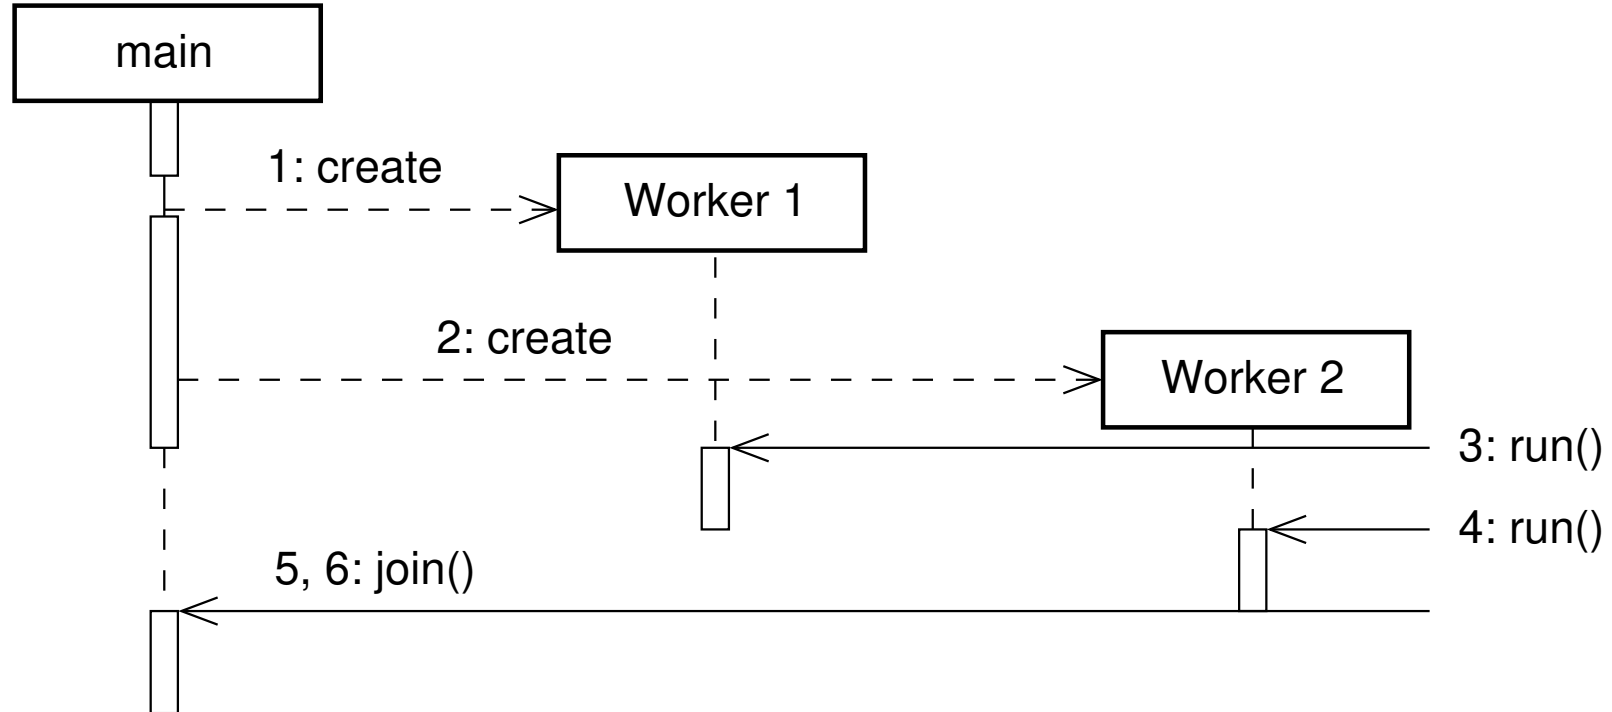 main
1: create
Worker 1
2: create
Worker 2
3: run()
4: run()
5, 6: join()